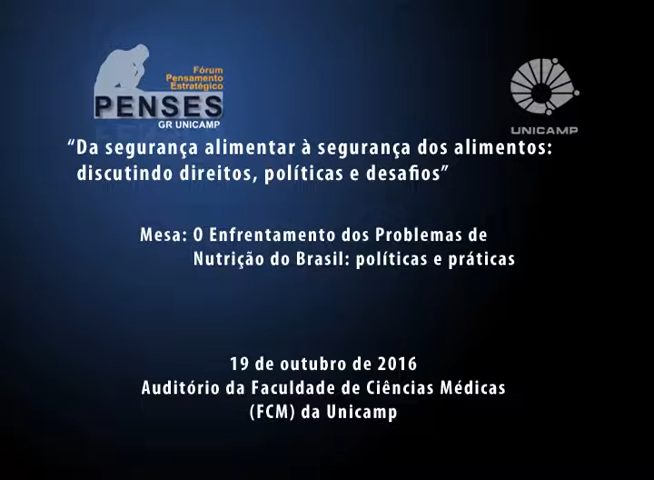 Fórum
Pensamento
Estratégico
PENSES
GR UNICAMP
UNICAMP
“Da segurança alimentar à segurança dos alimentos:
discutindo direitos, políticas e desafios”
Mesa: O Enfrentamento dos Problemas de
Nutrição do Brasil: políticas e práticas
19 de outubro de 2016
Auditório da Faculdade de Ciências Médicas
(FCM) da Unicamp